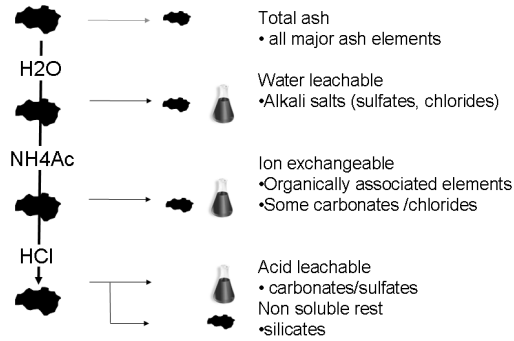 Total ash
• all major ash elements
H2O
Water leachable
•Alkali salts (sulfates, chlorides)
NH4Ac
Ion exchangeable
•Organically associated elements
•Some carbonates /chlorides
HCl
Acid leachable
• carbonates/sulfates
Non soluble rest
•silicates